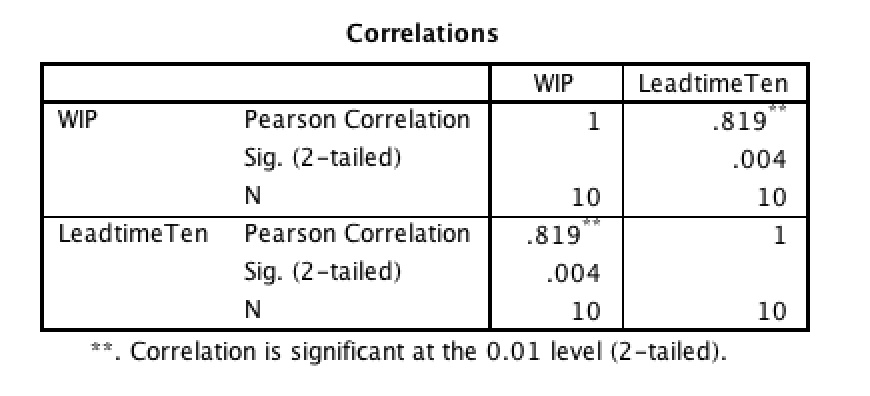 Correlations
WIP LeadtimeTen
WIP Pearson Correlation 1 .819**
Sig. (2-tailed) .004
N 10 10
LeadtimeTen Pearson Correlation .819** 1
Sig. (2-tailed) .004
N 10 10
**. Correlation is significant at the 0.01 level (2-tailed).